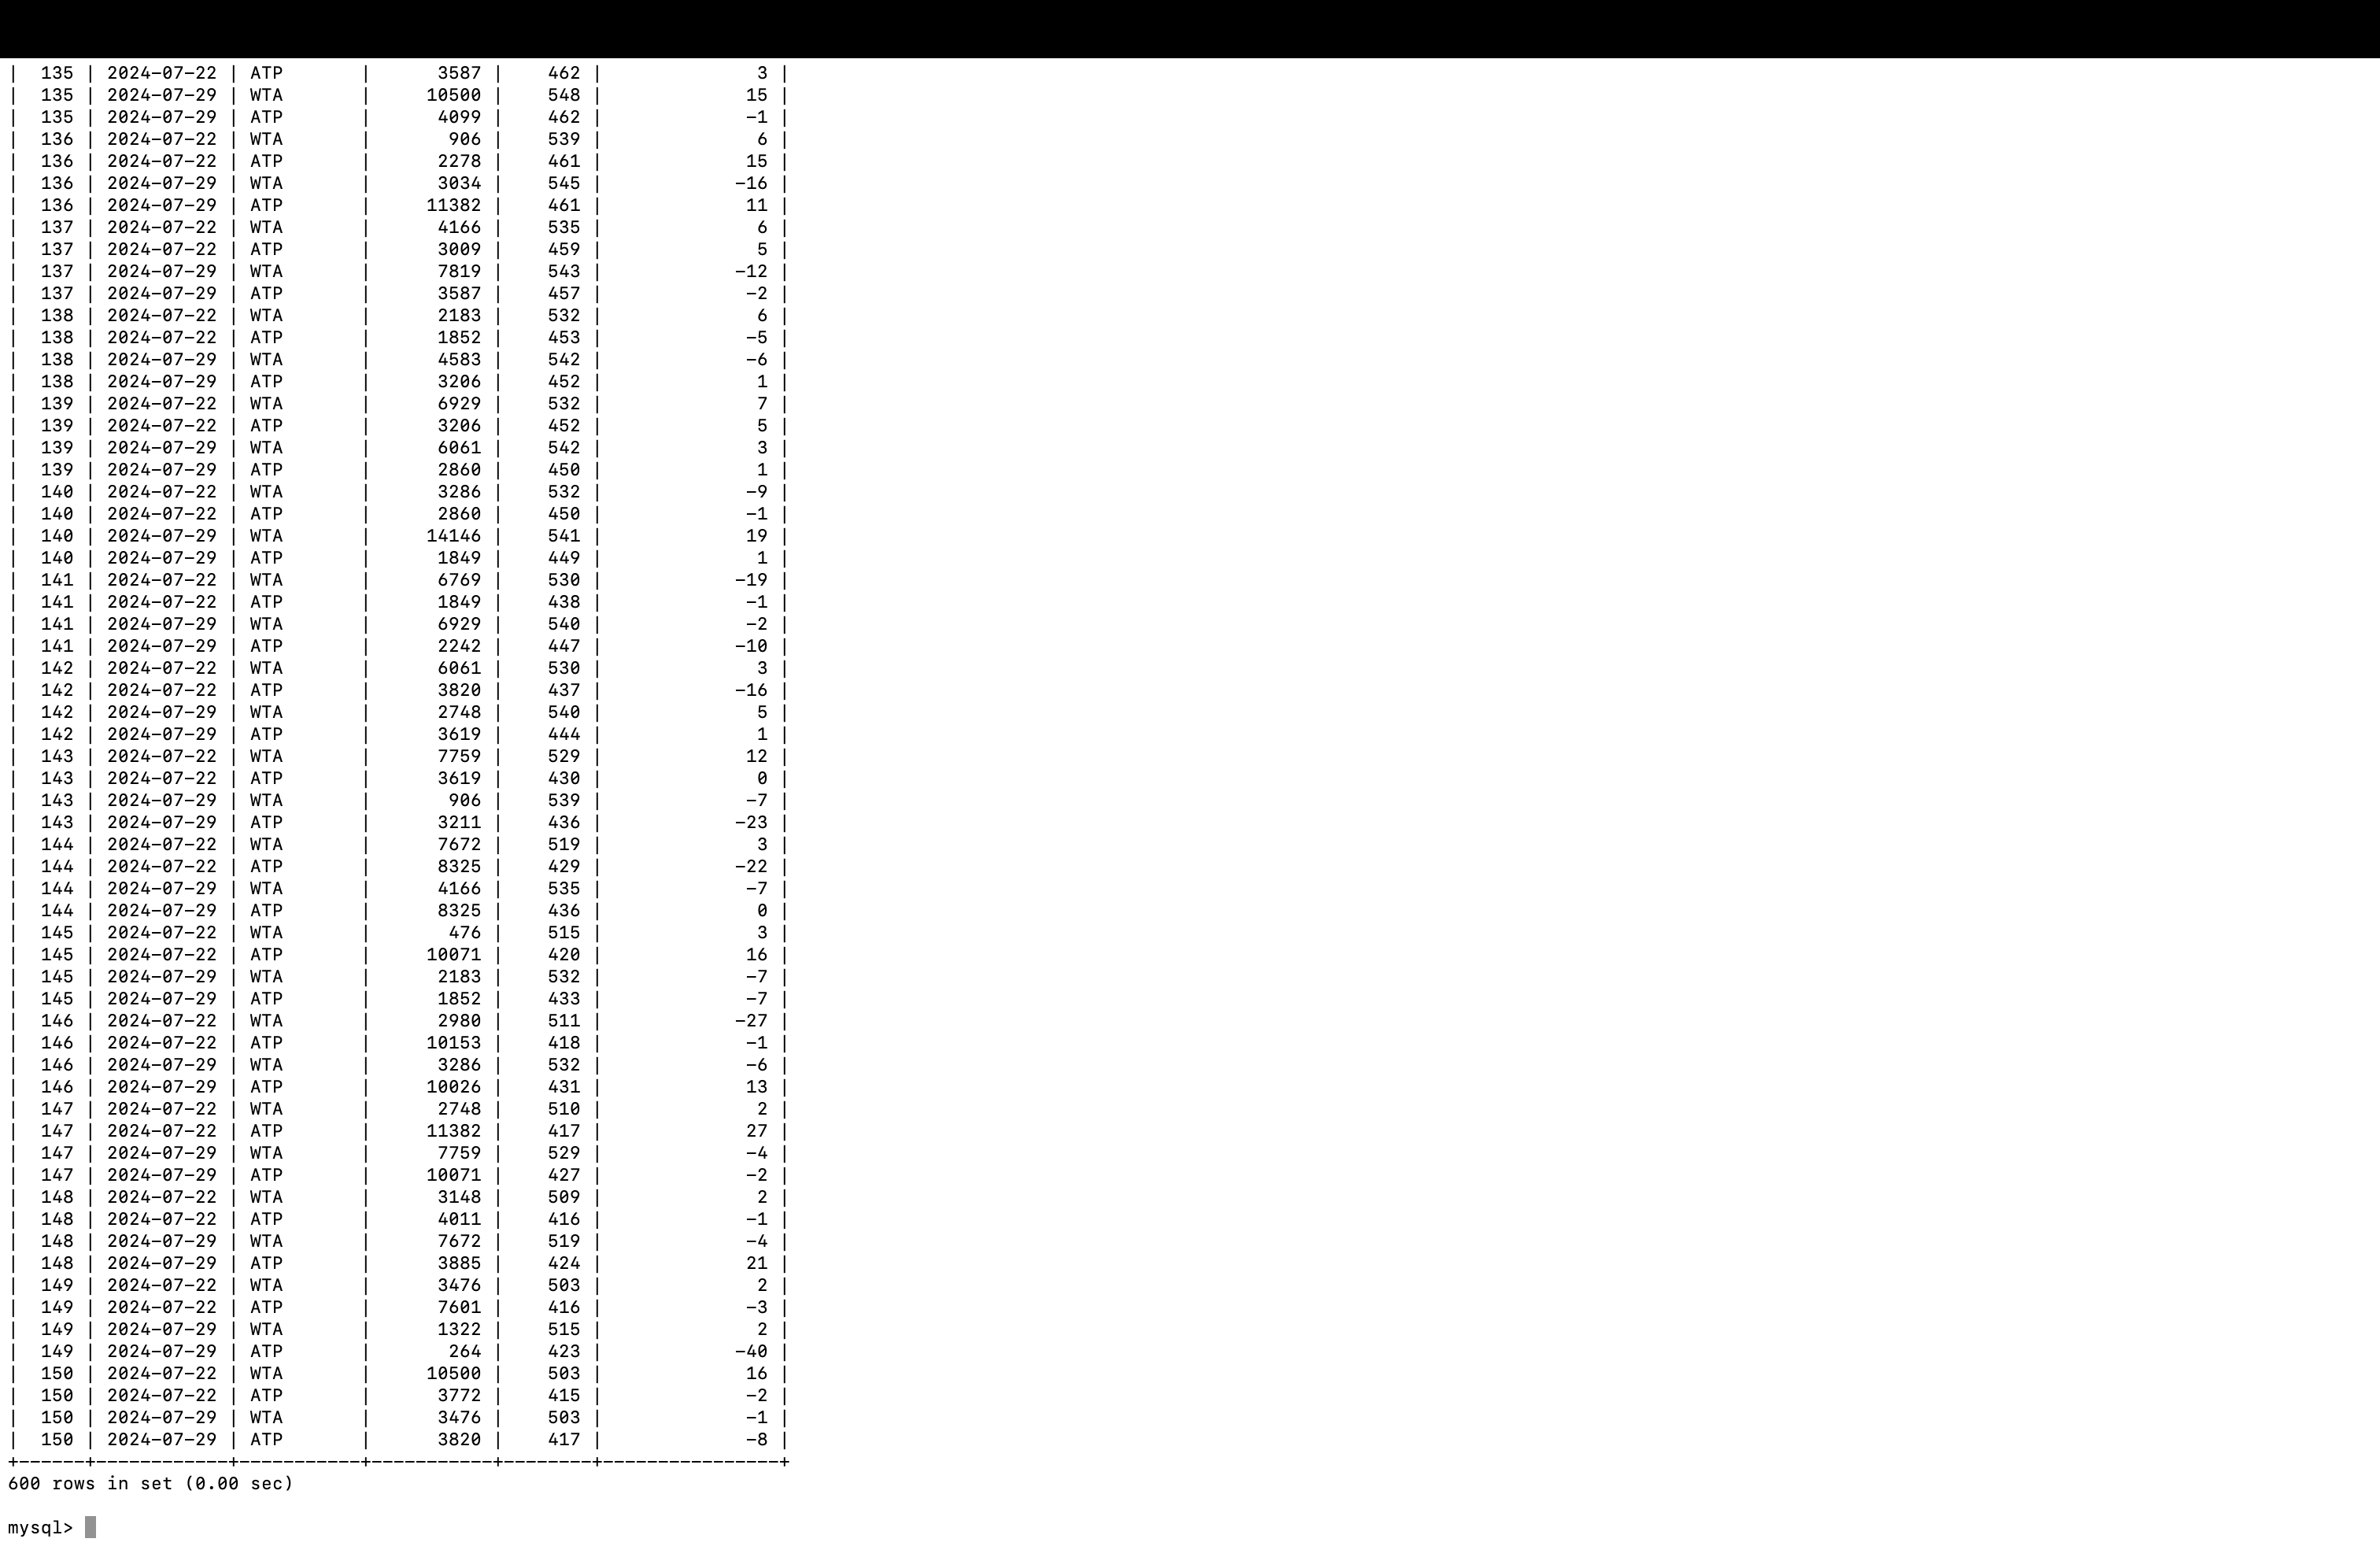 |  135 | 2024-07-22 | ATP        |      3587 |    462 |              3 |
|  135 | 2024-07-29 | WTA        |     10500 |    548 |             15 |
|  135 | 2024-07-29 | ATP        |      4099 |    462 |             -1 |
|  136 | 2024-07-22 | WTA        |       906 |    539 |              6 |
|  136 | 2024-07-22 | ATP        |      2278 |    461 |             15 |
|  136 | 2024-07-29 | WTA        |      3034 |    545 |            -16 |
|  136 | 2024-07-29 | ATP        |     11382 |    461 |             11 |
|  137 | 2024-07-22 | WTA        |      4166 |    535 |              6 |
|  137 | 2024-07-22 | ATP        |      3009 |    459 |              5 |
|  137 | 2024-07-29 | WTA        |      7819 |    543 |            -12 |
|  137 | 2024-07-29 | ATP        |      3587 |    457 |             -2 |
|  138 | 2024-07-22 | WTA        |      2183 |    532 |              6 |
|  138 | 2024-07-22 | ATP        |      1852 |    453 |             -5 |
|  138 | 2024-07-29 | WTA        |      4583 |    542 |             -6 |
|  138 | 2024-07-29 | ATP        |      3206 |    452 |              1 |
|  139 | 2024-07-22 | WTA        |      6929 |    532 |              7 |
|  139 | 2024-07-22 | ATP        |      3206 |    452 |              5 |
|  139 | 2024-07-29 | WTA        |      6061 |    542 |              3 |
|  139 | 2024-07-29 | ATP        |      2860 |    450 |              1 |
|  140 | 2024-07-22 | WTA        |      3286 |    532 |             -9 |
|  140 | 2024-07-22 | ATP        |      2860 |    450 |             -1 |
|  140 | 2024-07-29 | WTA        |     14146 |    541 |             19 |
|  140 | 2024-07-29 | ATP        |      1849 |    449 |              1 |
|  141 | 2024-07-22 | WTA        |      6769 |    530 |            -19 |
|  141 | 2024-07-22 | ATP        |      1849 |    438 |             -1 |
|  141 | 2024-07-29 | WTA        |      6929 |    540 |             -2 |
|  141 | 2024-07-29 | ATP        |      2242 |    447 |            -10 |
|  142 | 2024-07-22 | WTA        |      6061 |    530 |              3 |
|  142 | 2024-07-22 | ATP        |      3820 |    437 |            -16 |
|  142 | 2024-07-29 | WTA        |      2748 |    540 |              5 |
|  142 | 2024-07-29 | ATP        |      3619 |    444 |              1 |
|  143 | 2024-07-22 | WTA        |      7759 |    529 |             12 |
|  143 | 2024-07-22 | ATP        |      3619 |    430 |              0 |
|  143 | 2024-07-29 | WTA        |       906 |    539 |             -7 |
|  143 | 2024-07-29 | ATP        |      3211 |    436 |            -23 |
|  144 | 2024-07-22 | WTA        |      7672 |    519 |              3 |
|  144 | 2024-07-22 | ATP        |      8325 |    429 |            -22 |
|  144 | 2024-07-29 | WTA        |      4166 |    535 |             -7 |
|  144 | 2024-07-29 | ATP        |      8325 |    436 |              0 |
|  145 | 2024-07-22 | WTA        |       476 |    515 |              3 |
|  145 | 2024-07-22 | ATP        |     10071 |    420 |             16 |
|  145 | 2024-07-29 | WTA        |      2183 |    532 |             -7 |
|  145 | 2024-07-29 | ATP        |      1852 |    433 |             -7 |
|  146 | 2024-07-22 | WTA        |      2980 |    511 |            -27 |
|  146 | 2024-07-22 | ATP        |     10153 |    418 |             -1 |
|  146 | 2024-07-29 | WTA        |      3286 |    532 |             -6 |
|  146 | 2024-07-29 | ATP        |     10026 |    431 |             13 |
|  147 | 2024-07-22 | WTA        |      2748 |    510 |              2 |
|  147 | 2024-07-22 | ATP        |     11382 |    417 |             27 |
|  147 | 2024-07-29 | WTA        |      7759 |    529 |             -4 |
|  147 | 2024-07-29 | ATP        |     10071 |    427 |             -2 |
|  148 | 2024-07-22 | WTA        |      3148 |    509 |              2 |
|  148 | 2024-07-22 | ATP        |      4011 |    416 |             -1 |
|  148 | 2024-07-29 | WTA        |      7672 |    519 |             -4 |
|  148 | 2024-07-29 | ATP        |      3885 |    424 |             21 |
|  149 | 2024-07-22 | WTA        |      3476 |    503 |              2 |
|  149 | 2024-07-22 | ATP        |      7601 |    416 |             -3 |
|  149 | 2024-07-29 | WTA        |      1322 |    515 |              2 |
|  149 | 2024-07-29 | ATP        |       264 |    423 |            -40 |
|  150 | 2024-07-22 | WTA        |     10500 |    503 |             16 |
|  150 | 2024-07-22 | ATP        |      3772 |    415 |             -2 |
|  150 | 2024-07-29 | WTA        |      3476 |    503 |             -1 |
|  150 | 2024-07-29 | ATP        |      3820 |    417 |             -8 |
+------+------------+------------+-----------+--------+----------------+
600 rows in set (0.00 sec)
mysql>